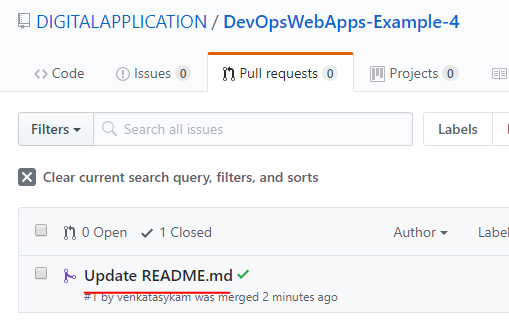 DIGITALAPPLICATION / DevOpsWebApps-Example-4
Code Issues 0 Pull requests 0 Projects 0
Filters Search all issues Labels
Clear current search query, filters, and sorts
0 Open 1 Closed Author
Update README.md
#1 by venkatasykam was merged 2 minutes ago